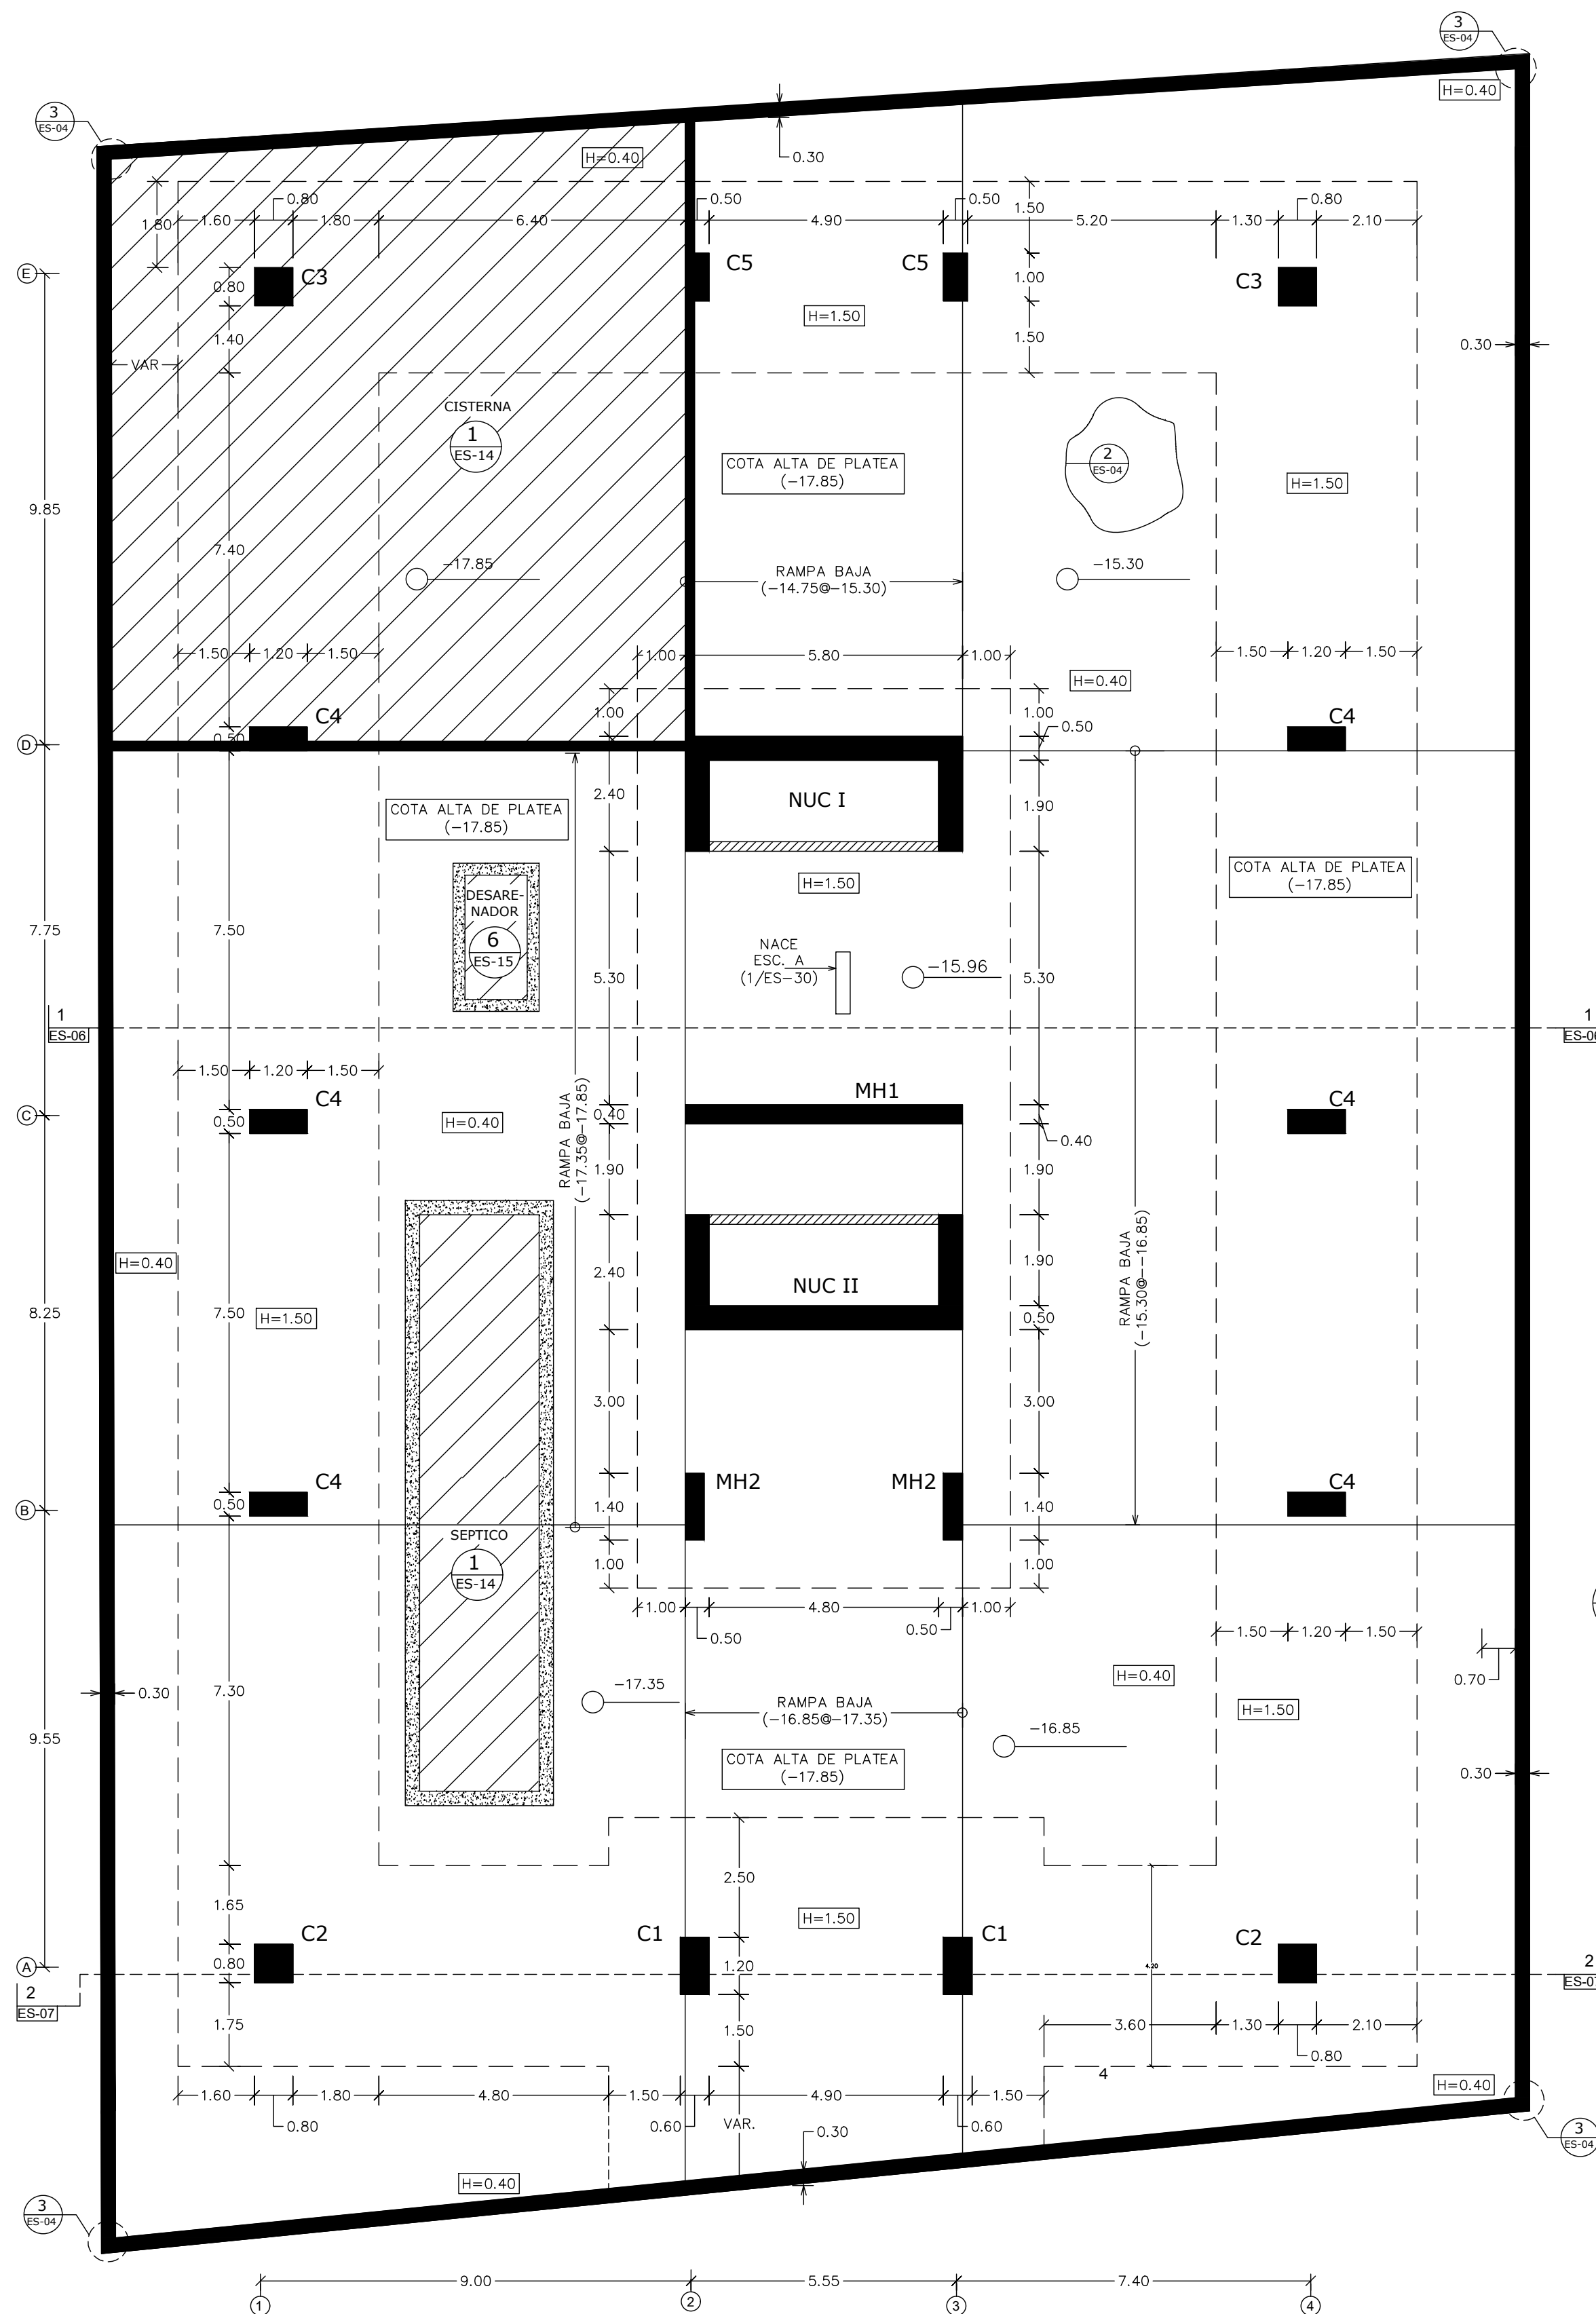 3
ES-04
H=0.40
3
ES-04
0.30
H=0.40
0.80
0.50
0.50
1.50
0.80
1.80
1.60
1.80
6.40
4.90
5.20
1.30
2.10
E
C3
C5
C5
C3
0.80
1.00
H=1.50
1.40
1.50
0.30
VAR
CISTERNA
1
ES-14
COTA ALTA DE PLATEA
(-17.85)
2
ES-04
H=1.50
9.85
7.40
-17.85
RAMPA BAJA
(-14.75@-15.30)
-15.30
1.50
1.20
1.50
1.00
5.80
1.00
1.50
1.20
1.50
H=0.40
C4
1.00
1.00
0.50
C4
D
0.50
COTA ALTA DE PLATEA
(-17.85)
2.40
NUC I
1.90
H=1.50
COTA ALTA DE PLATEA
(-17.85)
DESARE-
NADOR
6
ES-15
7.75
7.50
NACE
ESC. A
(1/ES-30)
5.30
-15.96
5.30
1
ES-06
1
ES-06
1.50
1.20
1.50
RAMPA BAJA
(-17.35@-17.85)
MH1
C4
C4
C
0.50
H=0.40
0.40
0.40
1.90
1.90
H=0.40
RAMPA BAJA
(-15.30@--16.85)
2.40
NUC II
1.90
8.25
7.50
H=1.50
0.50
3.00
3.00
C4
MH2
MH2
C4
B
0.50
1.40
1.40
SEPTICO
1
ES-14
1.00
1.00
1.00
4.80
1.00
0.50
0.50
1.50
1.20
1.50
0.70
H=0.40
-17.35
0.30
7.30
RAMPA BAJA
(-16.85@-17.35)
H=1.50
-16.85
9.55
COTA ALTA DE PLATEA
(-17.85)
0.30
2.50
1.65
H=1.50
C2
C1
C1
C2
A
0.80
1.20
4.20
2
ES-07
2
ES-07
1.75
1.50
3.60
1.30
2.10
0.80
4
H=0.40
1.60
1.80
4.80
1.50
4.90
1.50
0.80
0.60
VAR.
0.30
0.60
3
ES-04
H=0.40
3
ES-04
9.00
5.55
7.40
1
2
3
4